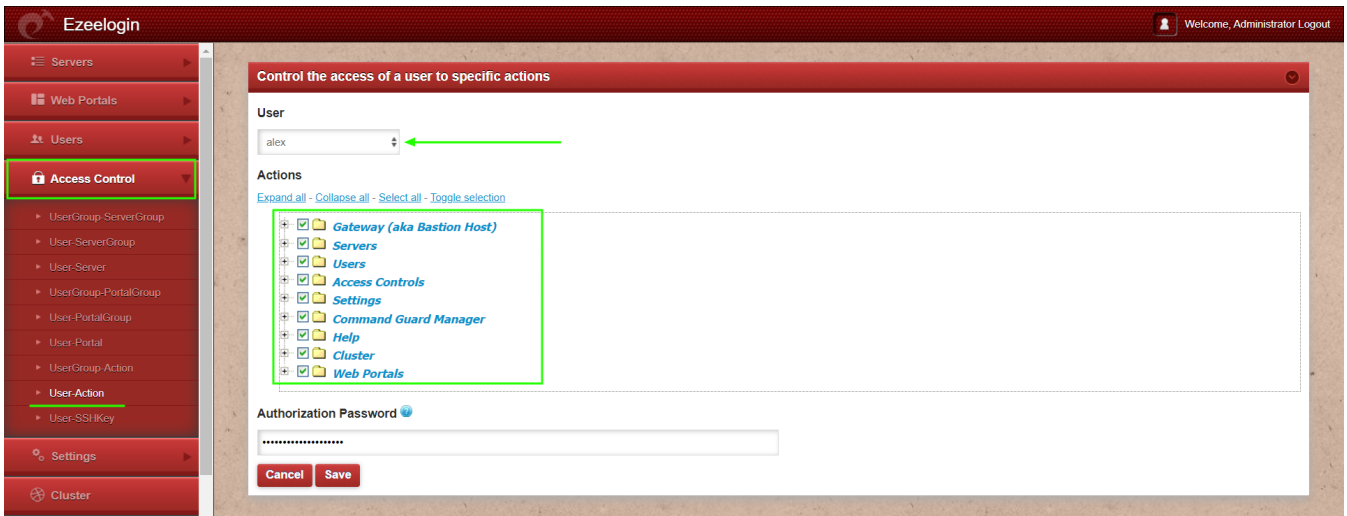 Ezeelogin
Welcome, Administrator Logout
Servers
Web Portals
Users
Access Control
UserGroup-ServerGroup
User-ServerGroup
User-Server
UserGroup-PortalGroup
User-PortalGroup
User-Portal
UserGroup-Action
User-Action
User-SSHKey
Settings
Cluster
Control the access of a user to specific actions
User
alex
Actions
Expand all - Collapse all - Select all - Toggle selection
Gateway (aka Bastion Host)
Servers
Users
Access Controls
Settings
Command Guard Manager
Help
Cluster
Web Portals
Authorization Password
Cancel Save